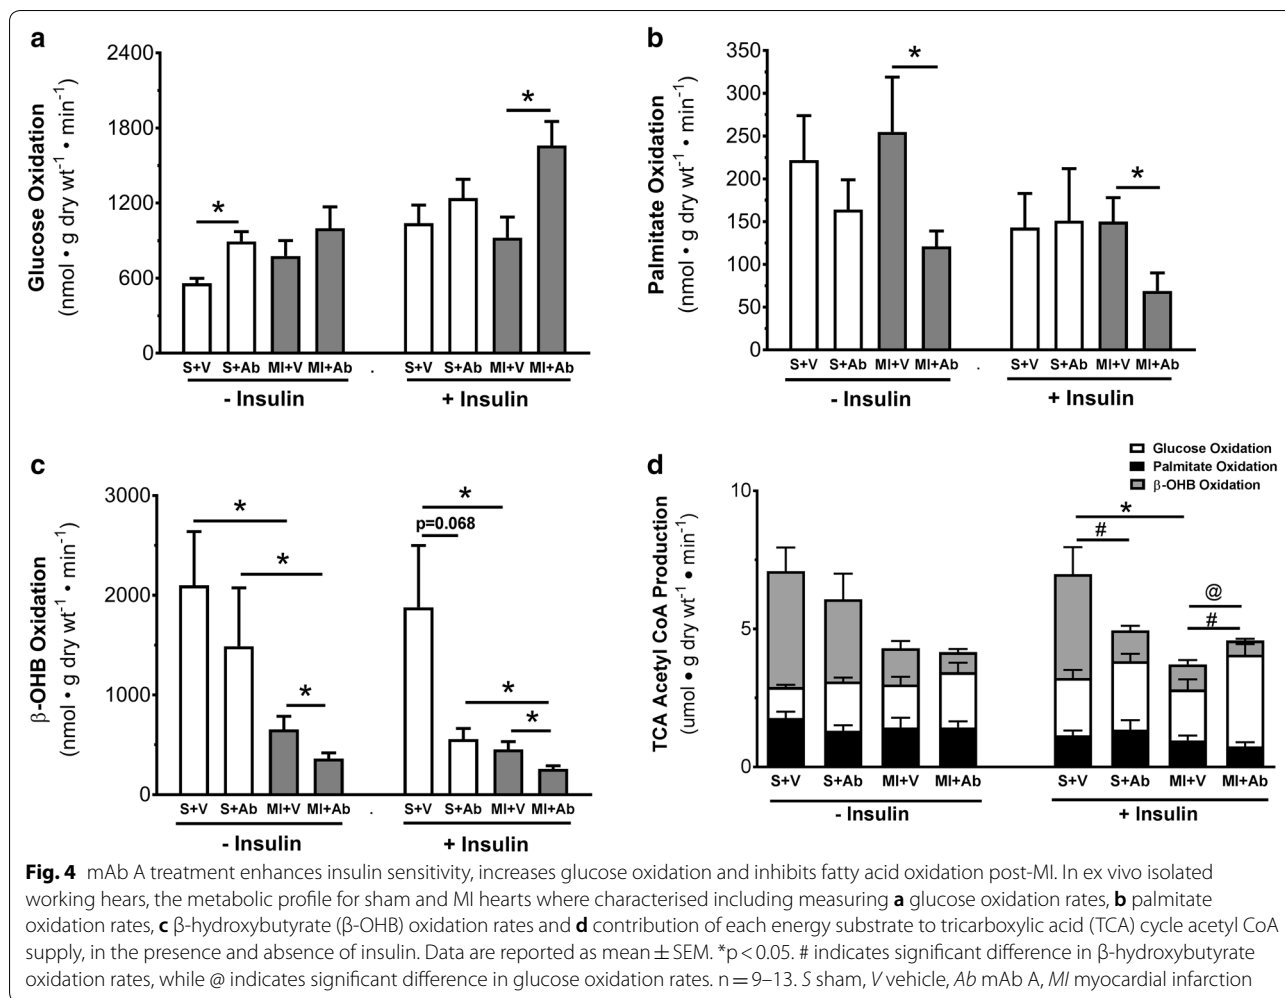 a
2400
1800
1200
600
0
Glucose Oxidation
(nmol • g dry wt⁻¹ • min⁻¹)
*
*
S+V S+Ab MI+V MI+Ab . S+V S+Ab MI+V MI+Ab
- Insulin + Insulin
b
350
300
250
200
150
100
50
0
Palmitate Oxidation
(nmol • g dry wt⁻¹ • min⁻¹)
*
*
S+V S+Ab MI+V MI+Ab . S+V S+Ab MI+V MI+Ab
- Insulin + Insulin
c
3000
2000
1000
0
β-OHB Oxidation
(nmol • g dry wt⁻¹ • min⁻¹)
* *
p=0.068
*
* *
*
S+V S+Ab MI+V MI+Ab . S+V S+Ab MI+V MI+Ab
- Insulin + Insulin
d
Glucose Oxidation
Palmitate Oxidation
β-OHB Oxidation
10
5
0
TCA Acetyl CoA Production
(umol • g dry wt⁻¹ • min⁻¹)
*
#
@
#
S+V S+Ab MI+V MI+Ab S+V S+Ab MI+V MI+Ab
- Insulin + Insulin
Fig. 4 mAb A treatment enhances insulin sensitivity, increases glucose oxidation and inhibits fatty acid oxidation post-MI. In ex vivo isolated
working hears, the metabolic profile for sham and MI hearts where characterised including measuring a glucose oxidation rates, b palmitate
oxidation rates, c β-hydroxybutyrate (β-OHB) oxidation rates and d contribution of each energy substrate to tricarboxylic acid (TCA) cycle acetyl CoA
supply, in the presence and absence of insulin. Data are reported as mean ± SEM. *p < 0.05. # indicates significant difference in β-hydroxybutyrate
oxidation rates, while @ indicates significant difference in glucose oxidation rates. n = 9–13. S sham, V vehicle, Ab mAb A, MI myocardial infarction